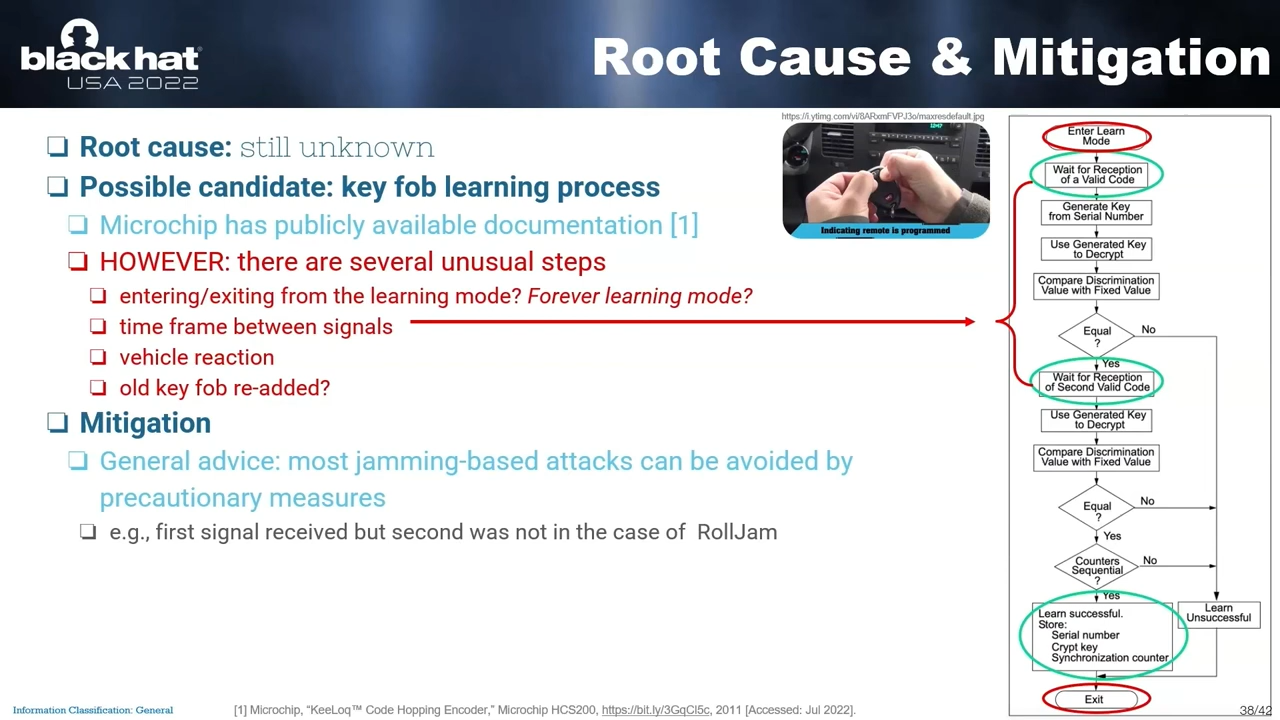 black hat
USA 2022
Root Cause & Mitigation
❑ Root cause: still unknown
❑ Possible candidate: key fob learning process
❑ Microchip has publicly available documentation [1]
❑ HOWEVER: there are several unusual steps
❑ entering/exiting from the learning mode? Forever learning mode?
❑ time frame between signals
❑ vehicle reaction
❑ old key fob re-added?
❑ Mitigation
❑ General advice: most jamming-based attacks can be avoided by
precautionary measures
❑ e.g., first signal received but second was not in the case of RollJam
https://i.ytimg.com/vi/8ARxmFVPJ3o/maxresdefault.jpg
12:47
Indicating remote is programmed
Enter Learn
Mode
Wait for Reception
of a Valid Code
Generate Key
from Serial Number
Use Generated Key
to Decrypt
Compare Discrimination
Value with Fixed Value
Equal
?
No
Yes
Wait for Reception
of Second Valid Code
Use Generated Key
to Decrypt
Compare Discrimination
Value with Fixed Value
Equal
?
No
Yes
Counters
Sequential
?
No
Yes
Learn successful.
Store:
Serial number
Crypt key
Synchronization counter
Learn
Unsuccessful
Exit
Information Classification: General
[1] Microchip, “KeeLoq™ Code Hopping Encoder,” Microchip HCS200, https://bit.ly/3GqCl5c, 2011 [Accessed: Jul 2022].
38/42